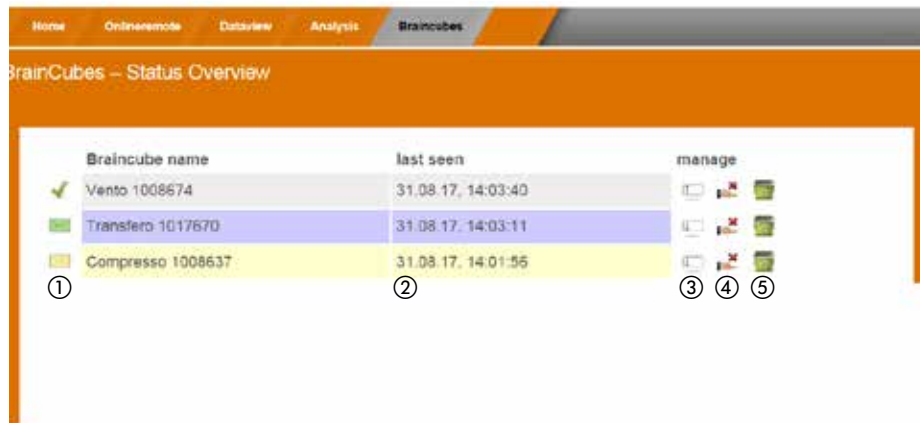 Home Onlineremote Dataview Analysis Braincubes
BrainCubes – Status Overview
Braincube name last seen manage
Vento 1008674 31.08.17, 14:03:40
Transfero 1017670 31.08.17, 14:03:11
Compresso 1008637 31.08.17, 14:01:56
① ② ③ ④ ⑤